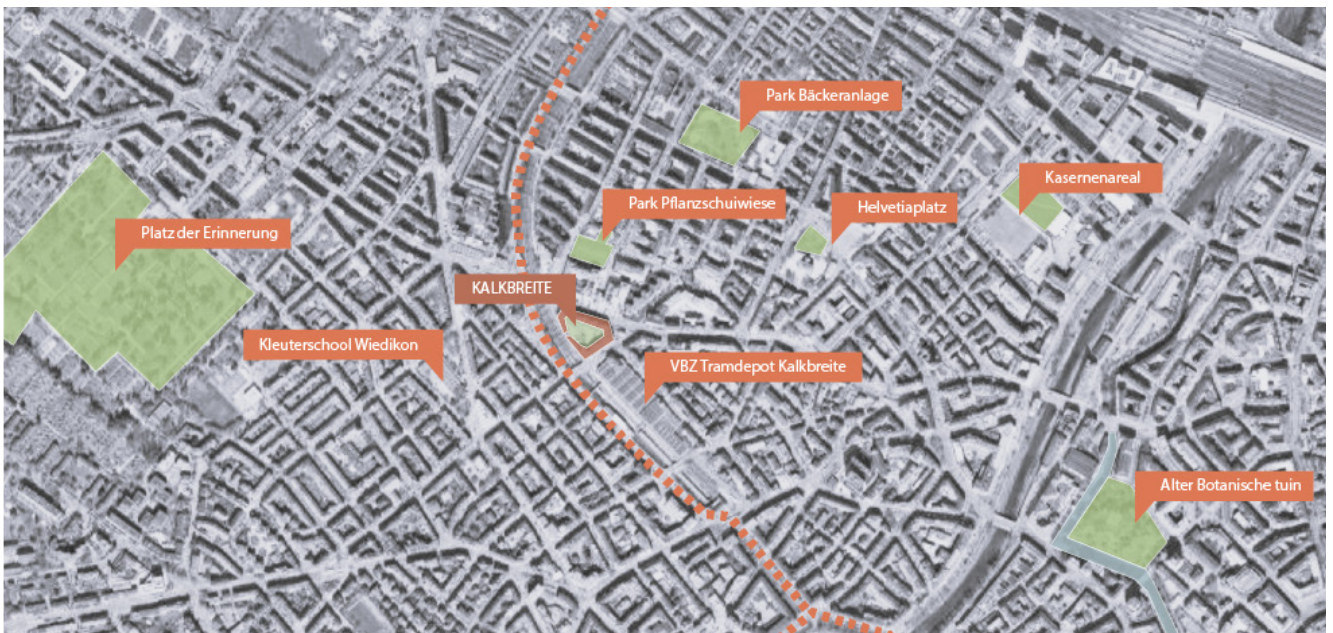 Park Bäckeranlage
Kasernenareal
Park Pflanzschuiwiese
Helvetiaplatz
Platz der Erinnerung
KALKBREITE
Kleuterschool Wiedikon
VBZ Tramdepot Kalkbreite
Alter Botanische tuin